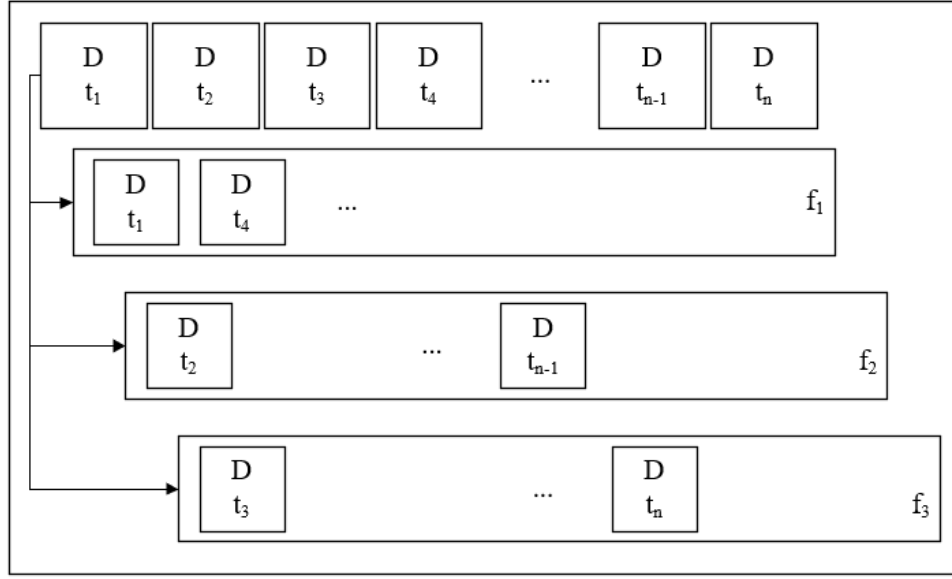 D D D D D D
t₁ t₂ t₃ t₄ ... tₙ₋₁ tₙ
D D
t₁ t₄ ... f₁
D D
t₂ ... tₙ₋₁ f₂
D D
t₃ ... tₙ f₃